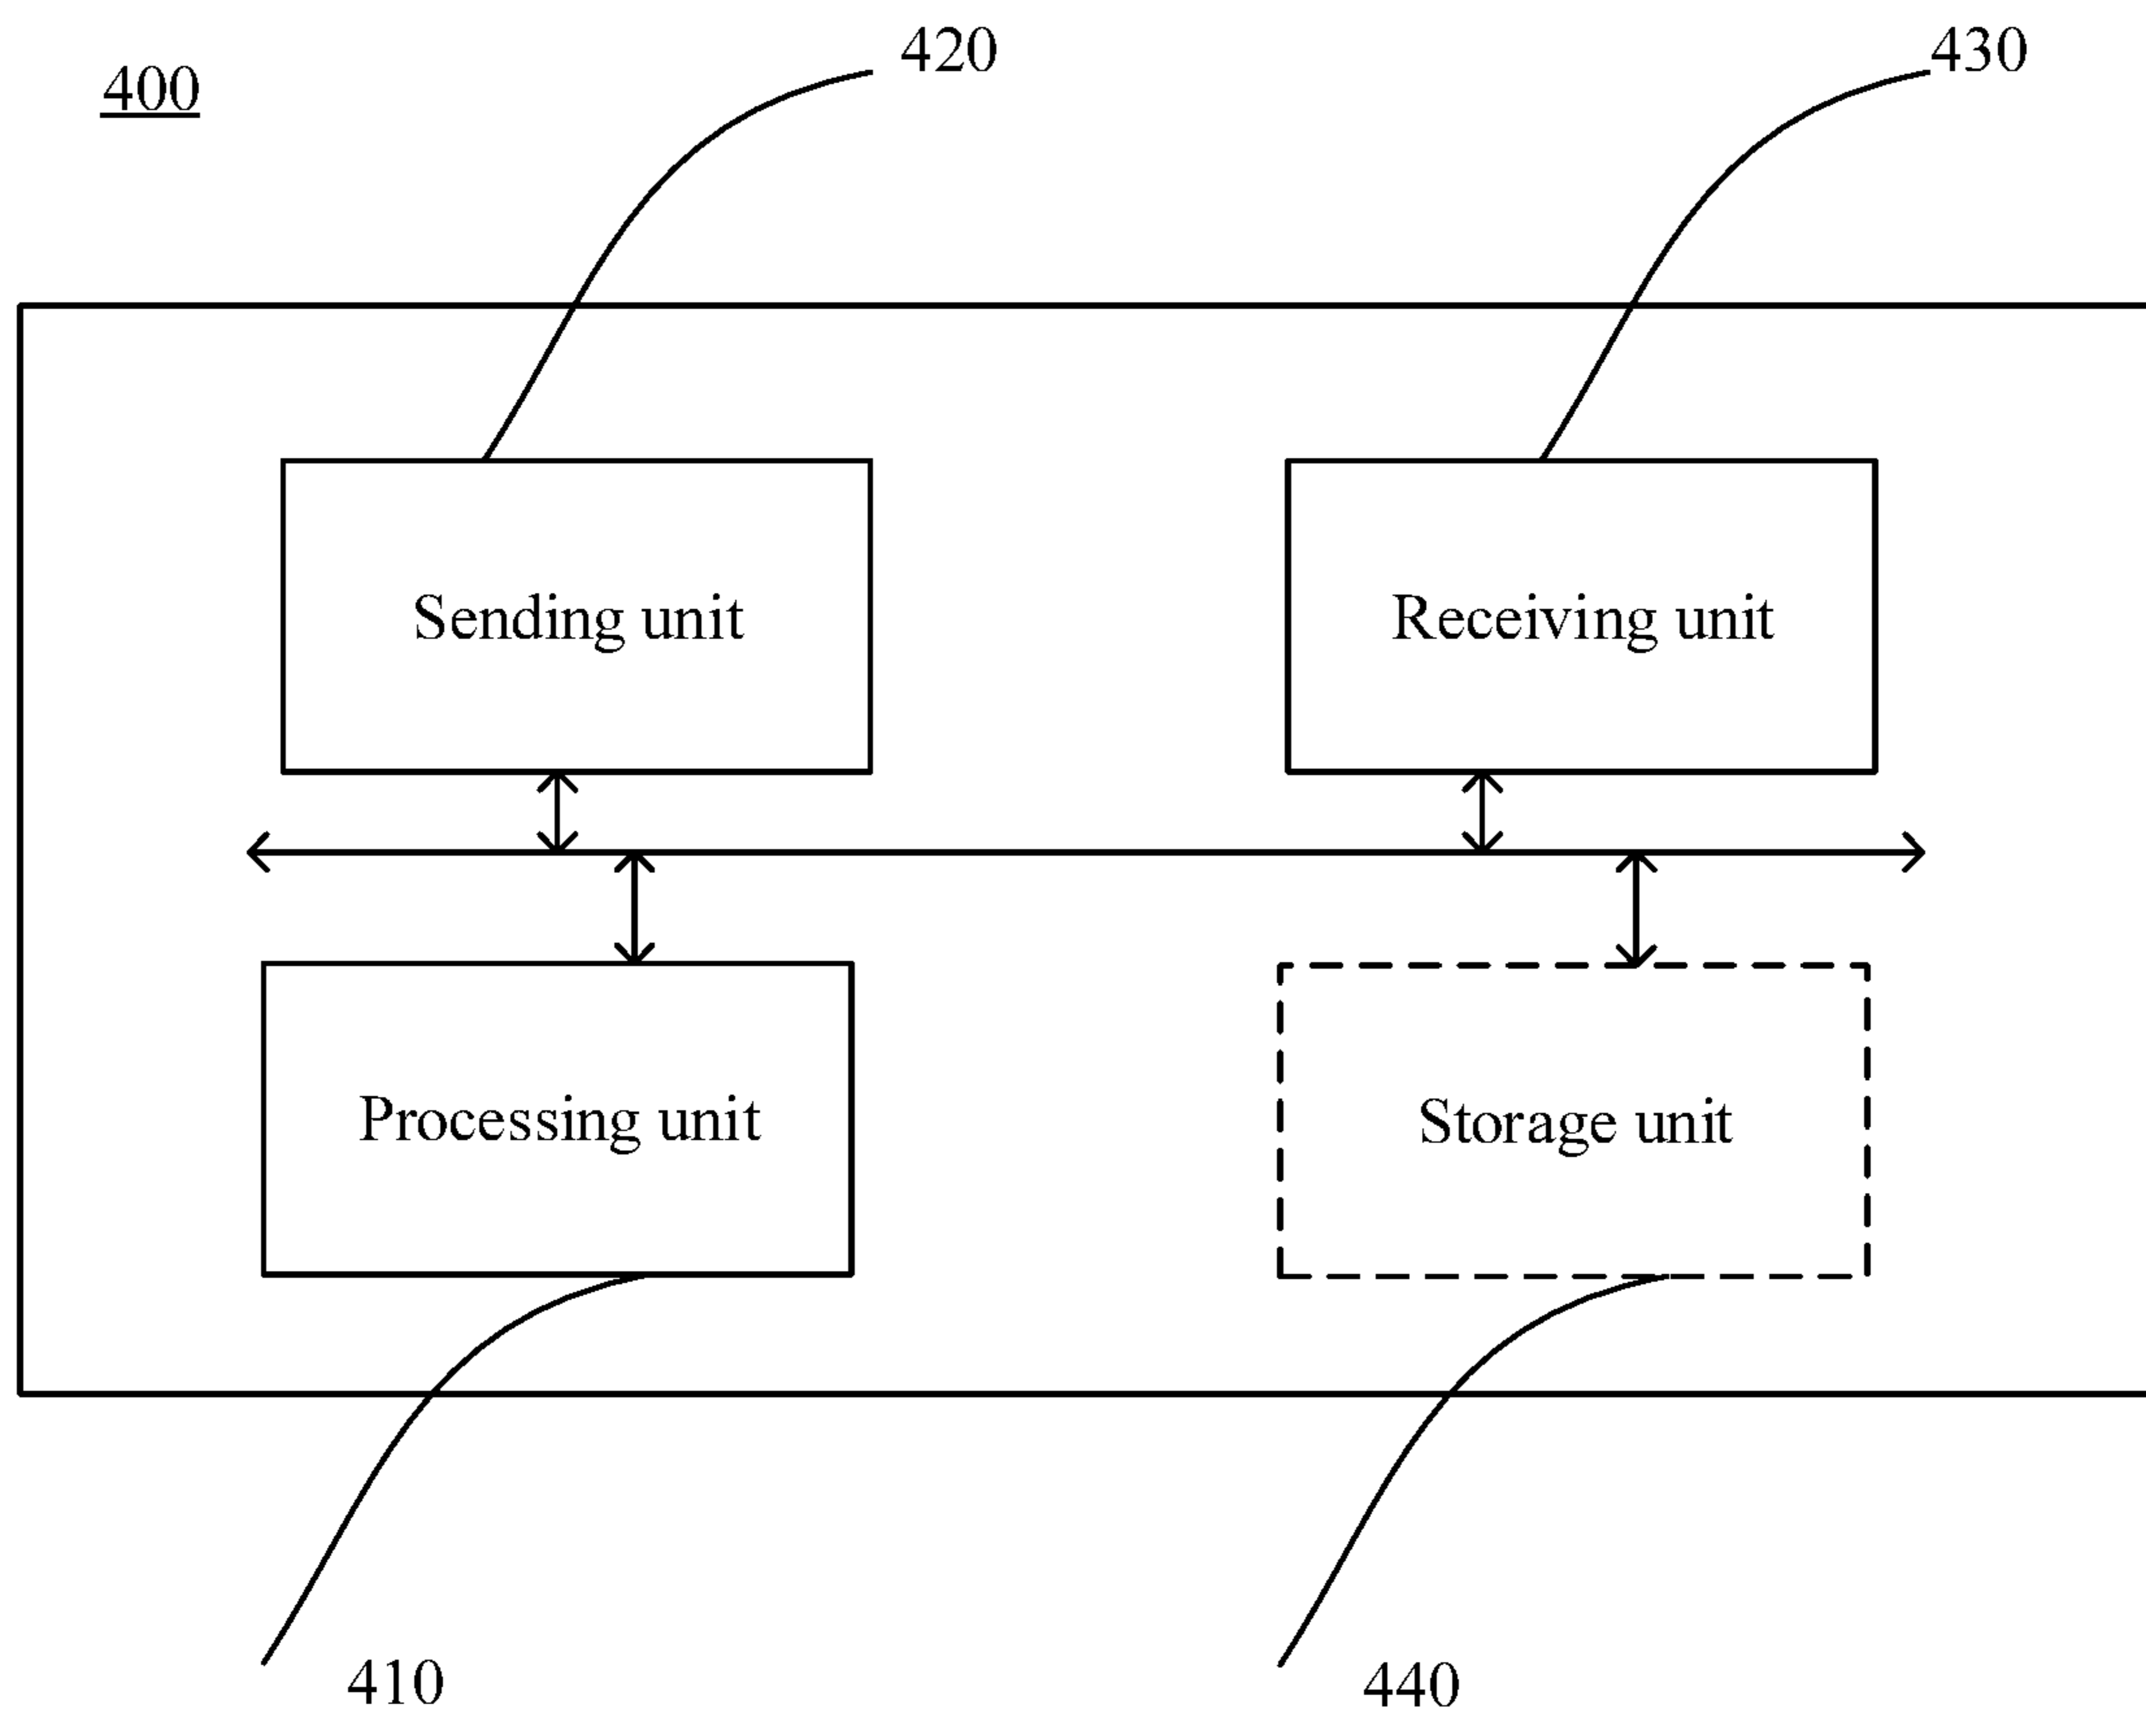 420
430
400
Sending unit
Receiving unit
Processing unit
Storage unit
410
440